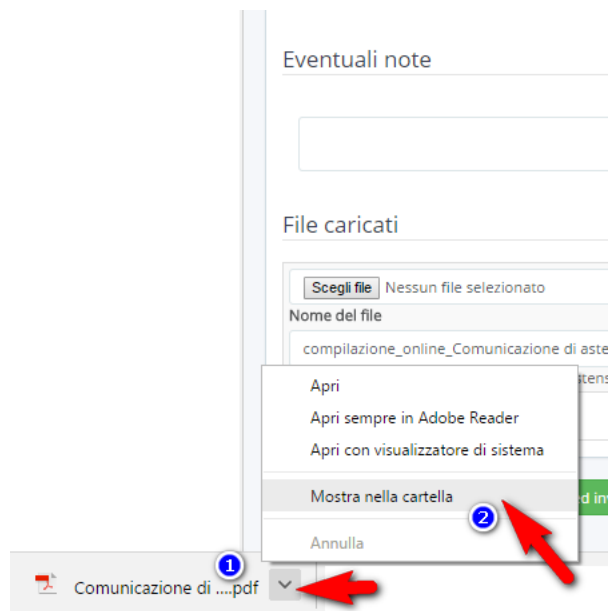 Eventuali note
File caricati
Scegli file Nessun file selezionato
Nome del file
compilazione_online_Comunicazione di aste
Apri
Apri sempre in Adobe Reader
Apri con visualizzatore di sistema
Mostra nella cartella
2
Annulla
1
Comunicazione di ....pdf